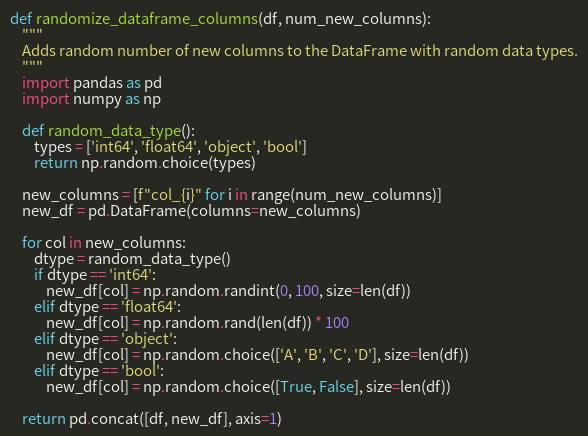 def randomize_dataframe_columns(df, num_new_columns):
    """
    Adds random number of new columns to the DataFrame with random data types.
    """
    import pandas as pd
    import numpy as np

    def random_data_type():
        types = ['int64', 'float64', 'object', 'bool']
        return np.random.choice(types)

    new_columns = [f"col_{i}" for i in range(num_new_columns)]
    new_df = pd.DataFrame(columns=new_columns)

    for col in new_columns:
        dtype = random_data_type()
        if dtype == 'int64':
            new_df[col] = np.random.randint(0, 100, size=len(df))
        elif dtype == 'float64':
            new_df[col] = np.random.rand(len(df)) * 100
        elif dtype == 'object':
            new_df[col] = np.random.choice(['A', 'B', 'C', 'D'], size=len(df))
        elif dtype == 'bool':
            new_df[col] = np.random.choice([True, False], size=len(df))

    return pd.concat([df, new_df], axis=1)